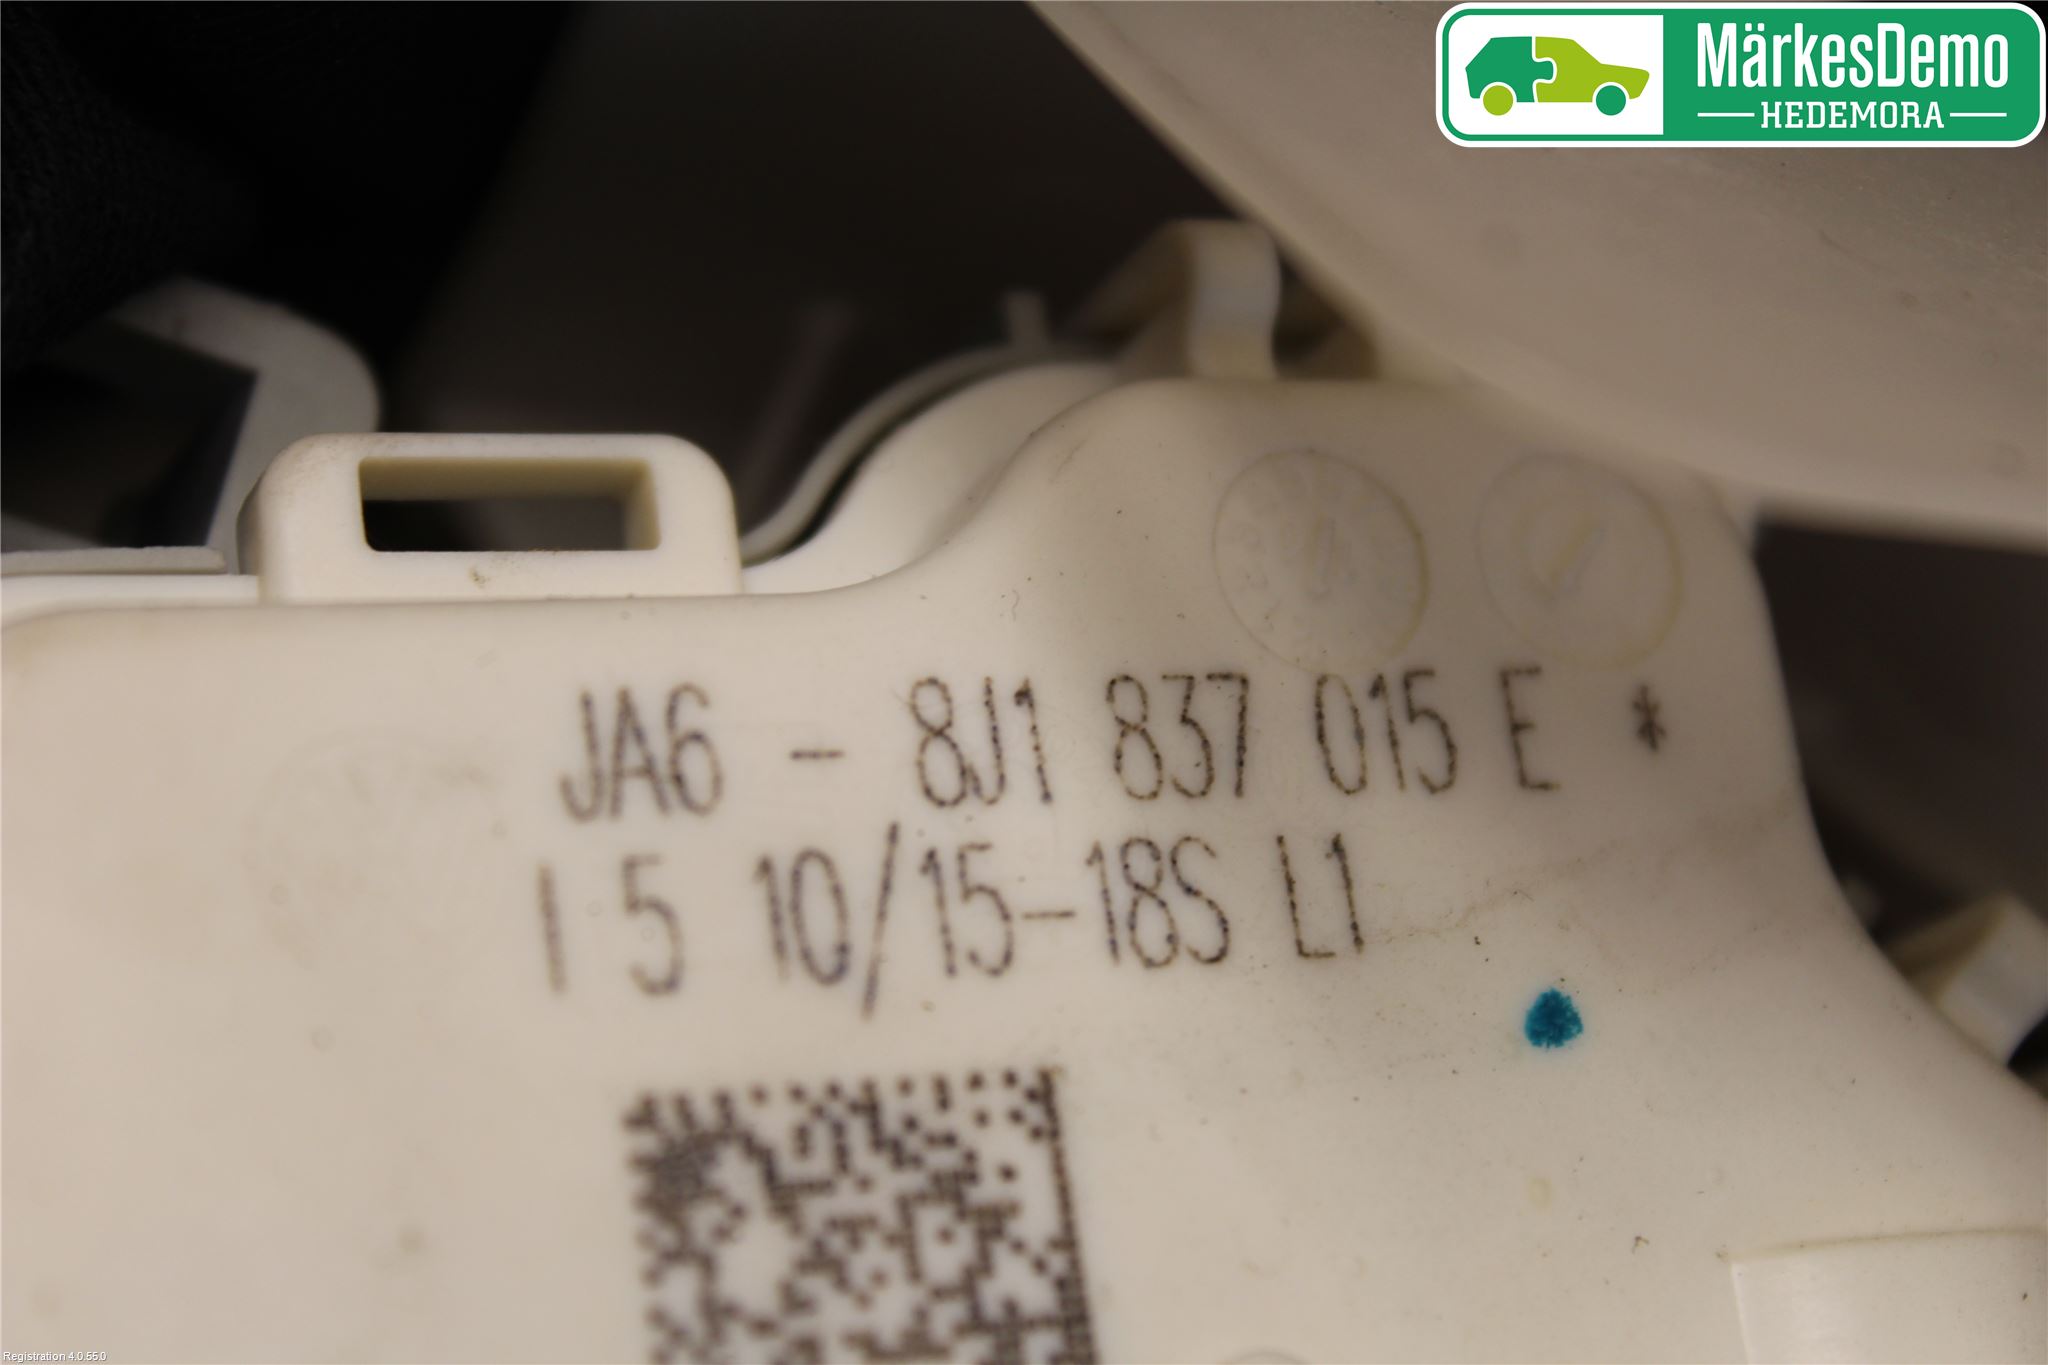 MärkesDemo
HEDEMORA
JA6 - 8J1 837 015 E *
I 5 10/15-18S L1
Registration 4.0.55.0